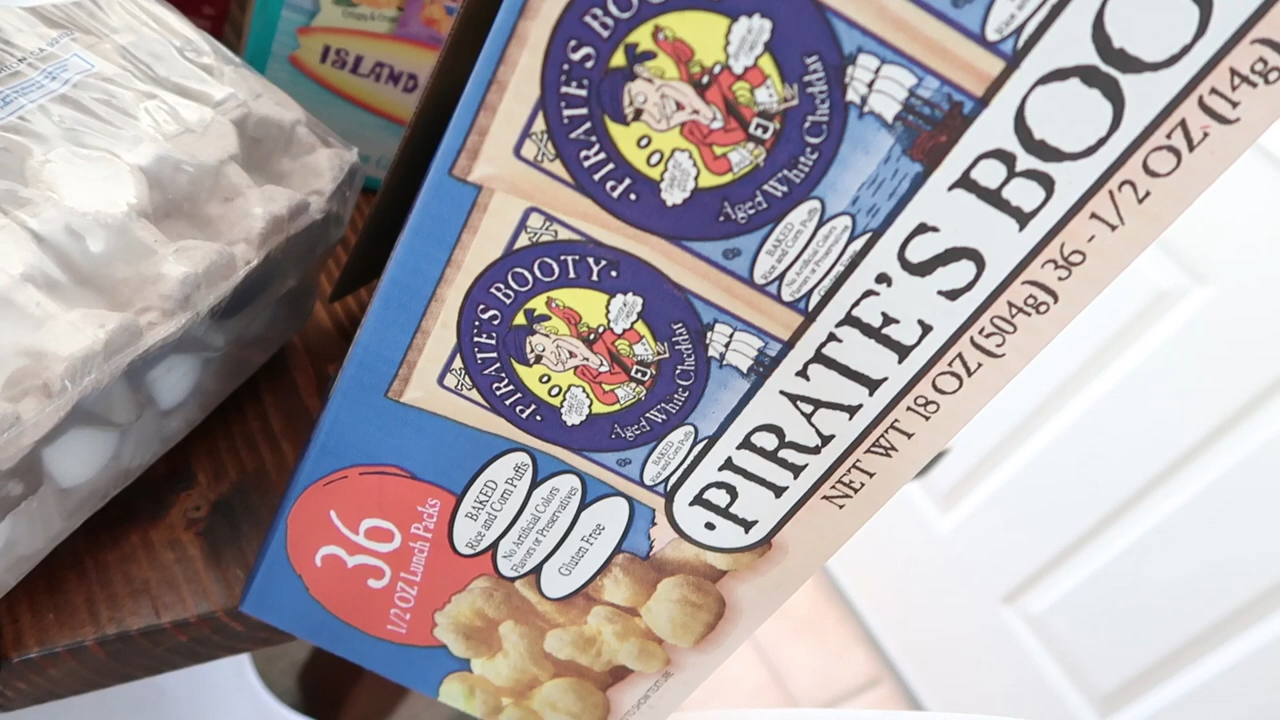 ISLAND
PIRATE'S BOO
Aged White Cheddar
BAKED
Rice and Corn Puffs
No Artificial Colors
Flavors or Preservatives
·PIRATE'S BOOTY·
Aged White Cheddar
BAKED
Rice and Corn Puffs
·PIRATE'S BOO
NET WT 18 OZ (504g) 36 - 1/2 OZ (14g)
BAKED
Rice and Corn Puffs
No Artificial Colors
Flavors or Preservatives
Gluten Free
36
1/2 OZ Lunch Packs